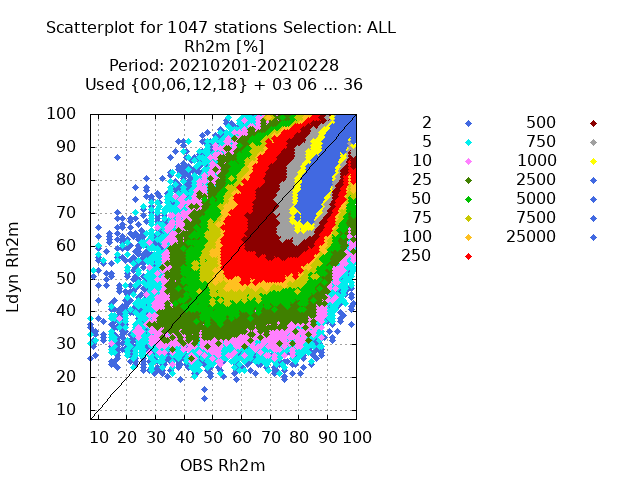 Scatterplot for 1047 stations Selection: ALL
Rh2m [%]
Period: 20210201-20210228
Used {00,06,12,18} + 03 06 ... 36
100
90
80
70
60
50
40
30
20
10
Ldyn Rh2m
10 20 30 40 50 60 70 80 90 100
OBS Rh2m
2 500
5 750
10 1000
25 2500
50 5000
75 7500
100 25000
250